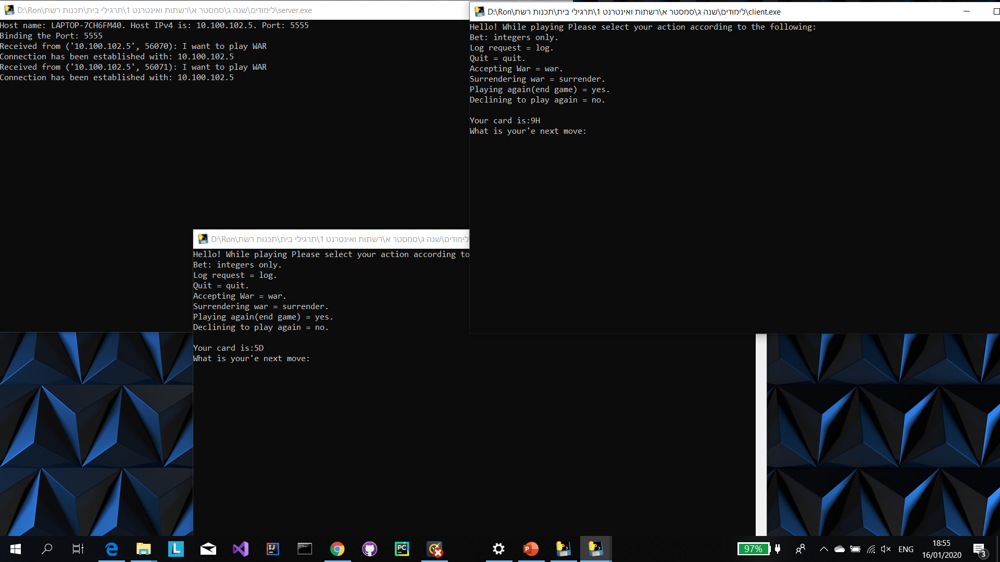 D:\Ron\לימודים\שנה ג\סמסטר א\רשתות ואינטרנט 1\תרגילי בית\תכנות רשת\server.exe
Host name: LAPTOP-7CH6FM40. Host IPv4 is: 10.100.102.5. Port: 5555
Binding the Port: 5555
Received from ('10.100.102.5', 56070): I want to play WAR
Connection has been established with: 10.100.102.5
Received from ('10.100.102.5', 56071): I want to play WAR
Connection has been established with: 10.100.102.5
D:\Ron\לימודים\שנה ג\סמסטר א\רשתות ואינטרנט 1\תרגילי בית\תכנות רשת\client.exe
Hello! While playing Please select your action according to the following:
Bet: integers only.
Log request = log.
Quit = quit.
Accepting War = war.
Surrendering war = surrender.
Playing again(end game) = yes.
Declining to play again = no.
Your card is:9H
What is your'e next move:
D:\Ron\לימודים\שנה ג\סמסטר א\רשתות ואינטרנט 1\תרגילי בית\תכנות רשת\
Hello! While playing Please select your action according to
Bet: integers only.
Log request = log.
Quit = quit.
Accepting War = war.
Surrendering war = surrender.
Playing again(end game) = yes.
Declining to play again = no.
Your card is:5D
What is your'e next move:
L
IJ
PC
P
97%
ENG
18:55
16/01/2020
3